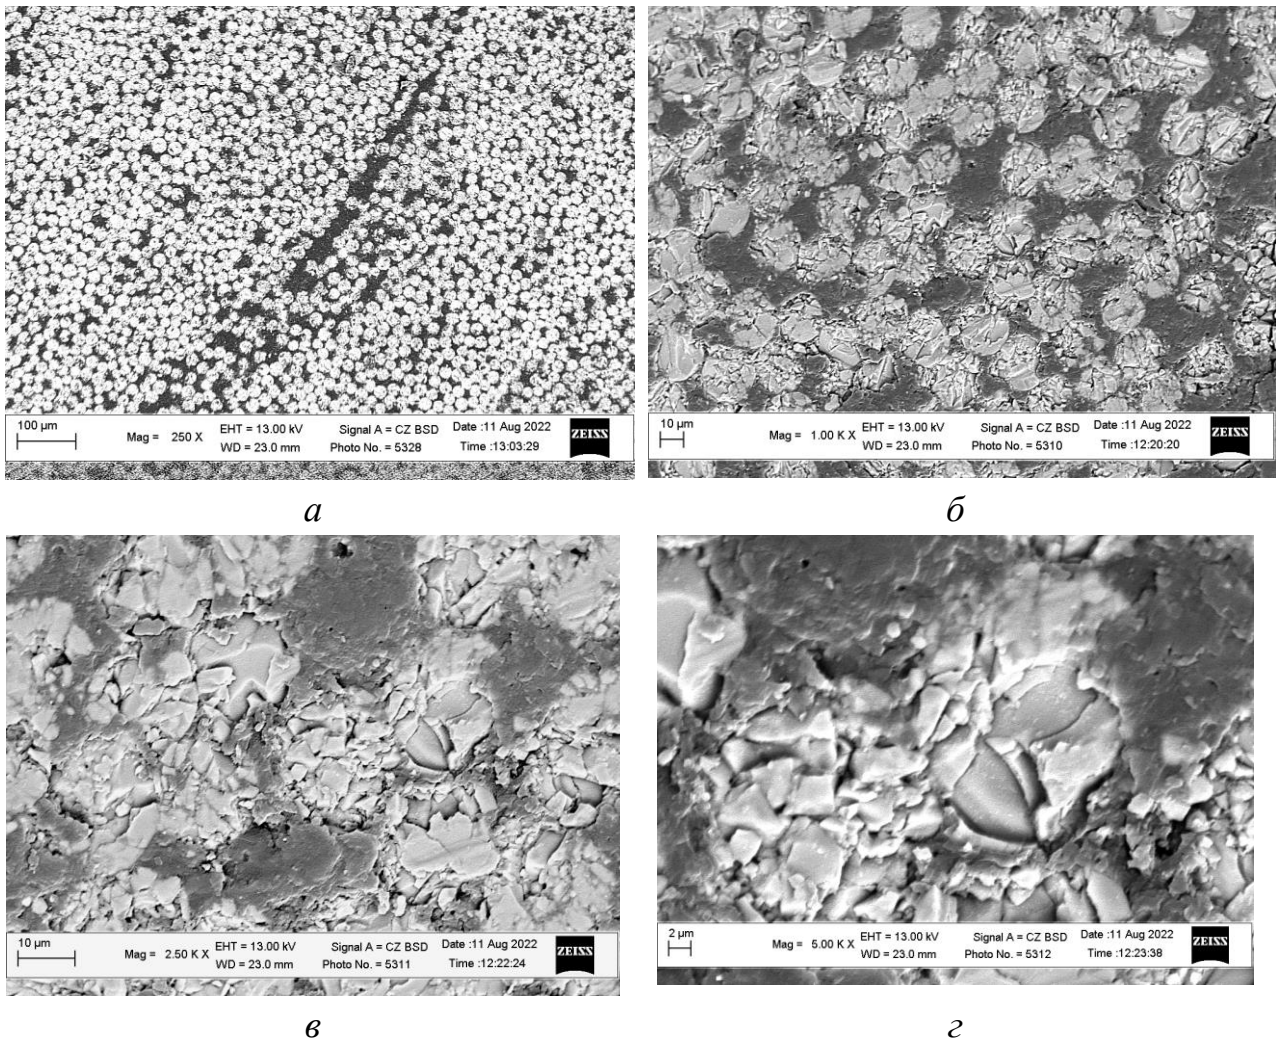 100 µm
Mag = 250 X
EHT = 13.00 kV
WD = 23.0 mm
Signal A = CZ BSD
Photo No. = 5328
Date :11 Aug 2022
Time :13:03:29
ZEISS
10 µm
Mag = 1.00 K X
EHT = 13.00 kV
WD = 23.0 mm
Signal A = CZ BSD
Photo No. = 5310
Date :11 Aug 2022
Time :12:20:20
ZEISS
а
б
10 µm
Mag = 2.50 K X
EHT = 13.00 kV
WD = 23.0 mm
Signal A = CZ BSD
Photo No. = 5311
Date :11 Aug 2022
Time :12:22:24
ZEISS
2 µm
Mag = 5.00 K X
EHT = 13.00 kV
WD = 23.0 mm
Signal A = CZ BSD
Photo No. = 5312
Date :11 Aug 2022
Time :12:23:38
ZEISS
в
г